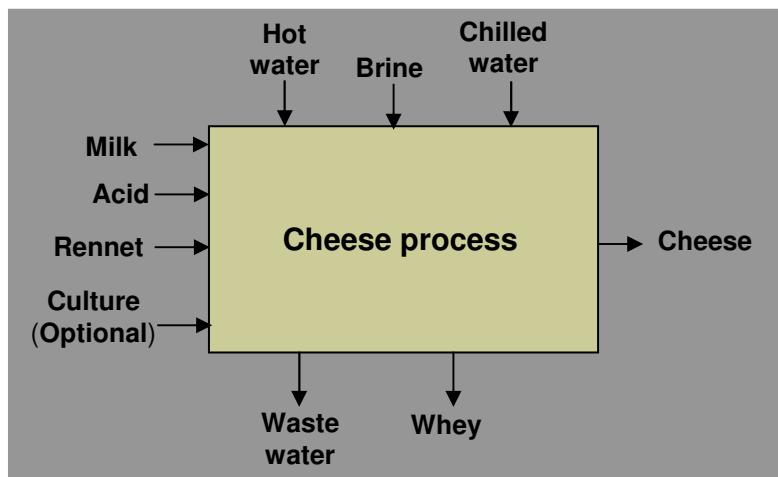 Hot
water
Brine
Chilled
water
Milk
Acid
Rennet
Culture
(Optional)
Cheese process
Cheese
Waste
water
Whey